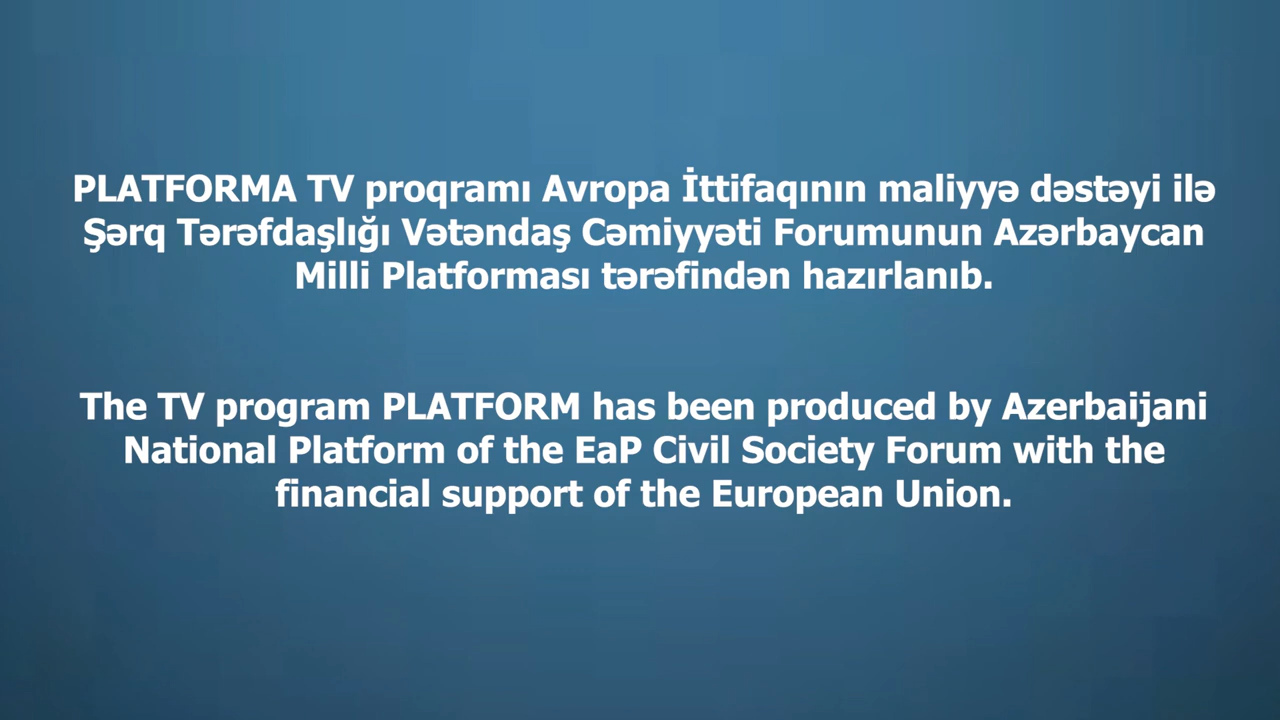 PLATFORMA TV proqramı Avropa İttifaqının maliyyə dəstəyi ilə
Şərq Tərəfdaşlığı Vətəndaş Cəmiyyəti Forumunun Azərbaycan
Milli Platforması tərəfindən hazırlanıb.
The TV program PLATFORM has been produced by Azerbaijani
National Platform of the EaP Civil Society Forum with the
financial support of the European Union.